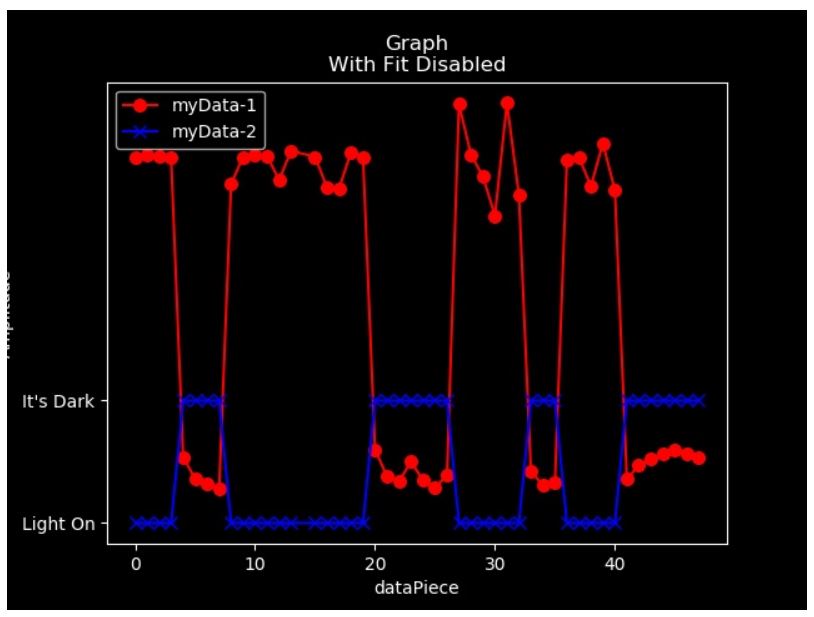 Graph
With Fit Disabled
myData-1
myData-2
It's Dark
Light On
0 10 20 30 40
dataPiece